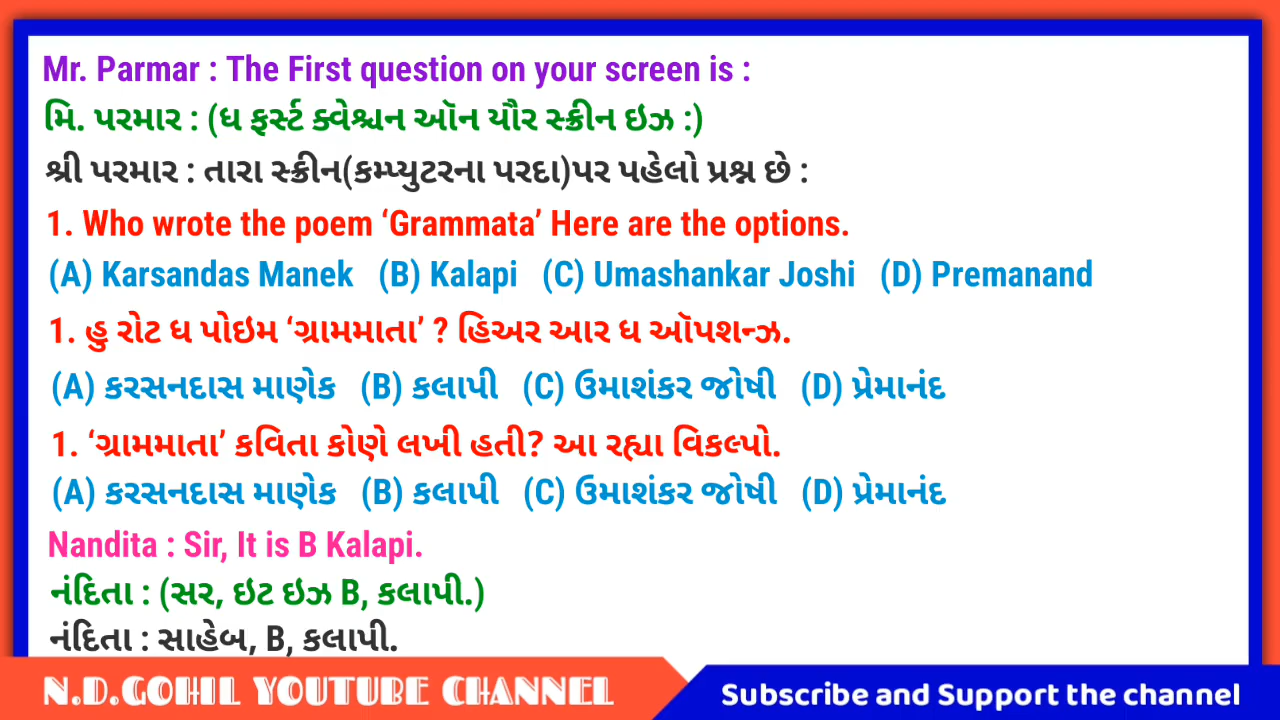 Mr. Parmar : The First question on your screen is :
મિ. પરમાર : (ધ ફર્સ્ટ ક્વેશ્ચન ઑન યૌર સ્ક્રીન ઇઝ :)
શ્રી પરમાર : તારા સ્ક્રીન(કમ્પ્યુટરના પરદા)પર પહેલો પ્રશ્ન છે :
1. Who wrote the poem ‘Grammata’ Here are the options.
(A) Karsandas Manek (B) Kalapi (C) Umashankar Joshi (D) Premanand
1. હુ રોટ ધ પોઇમ ‘ગ્રામમાતા’ ? હિઅર આર ધ ઑપશન્ઝ.
(A) કરસનદાસ માણેક (B) કલાપી (C) ઉમાશંકર જોષી (D) પ્રેમાનંદ
1. ‘ગ્રામમાતા’ કવિતા કોણે લખી હતી? આ રહ્યા વિકલ્પો.
(A) કરસનદાસ માણેક (B) કલાપી (C) ઉમાશંકર જોષી (D) પ્રેમાનંદ
Nandita : Sir, It is B Kalapi.
નંદિતા : (સર, ઇટ ઇઝ B, કલાપી.)
નંદિતા : સાહેબ, B, કલાપી.
N.D.GOHIL YOUTUBE CHANNEL
Subscribe and Support the channel